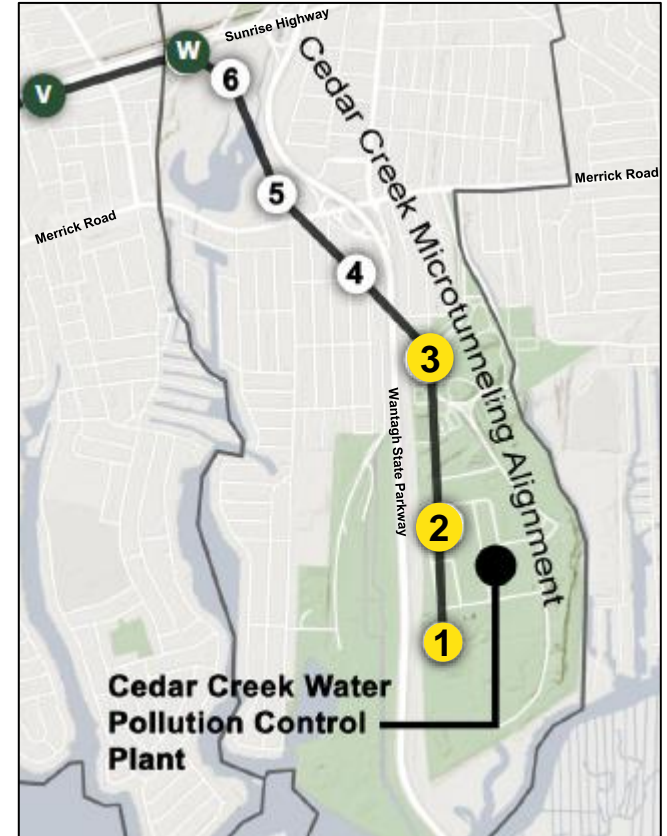 Sunrise Highway
W
V
6
Cedar Creek Microtunneling Alignment
5
Merrick Road
Merrick Road
4
3
Wantagh State Parkway
2
1
Cedar Creek Water
Pollution Control
Plant